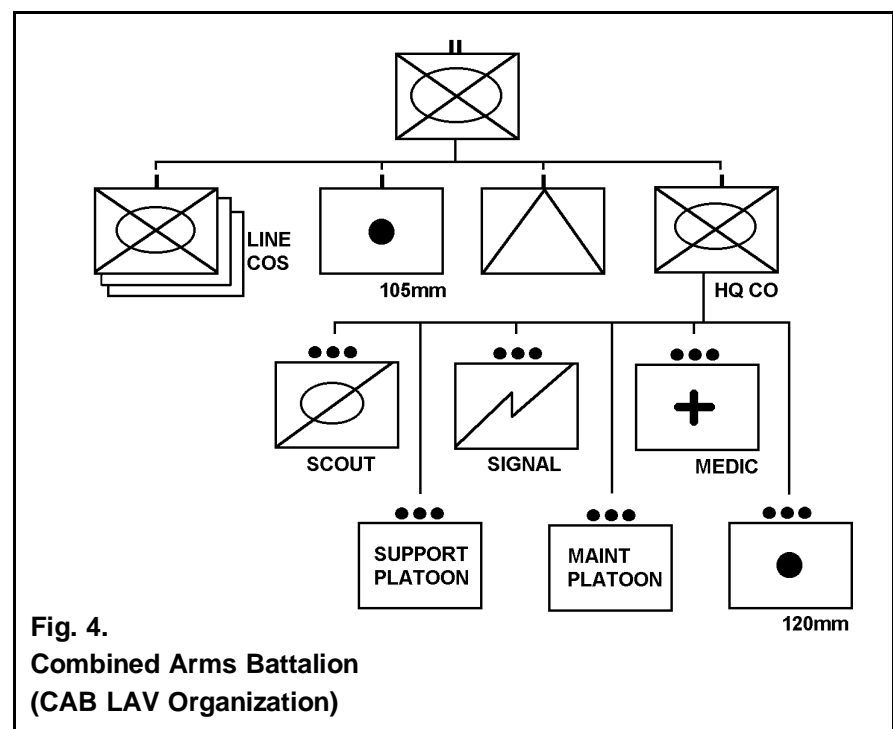 LINE
COS
105mm
HQ CO
SCOUT
SIGNAL
MEDIC
SUPPORT
PLATOON
MAINT
PLATOON
120mm
Fig. 4.
Combined Arms Battalion
(CAB LAV Organization)